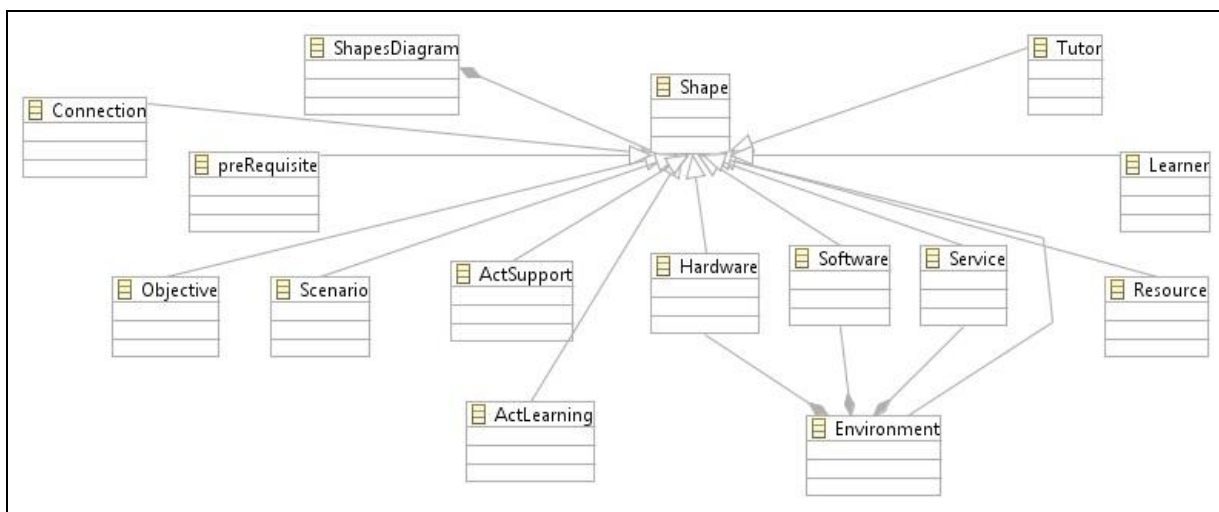 ShapesDiagram
Tutor
Shape
Connection
preRequisite
Learner
Objective
Scenario
ActSupport
Hardware
Software
Service
Resource
ActLearning
Environment